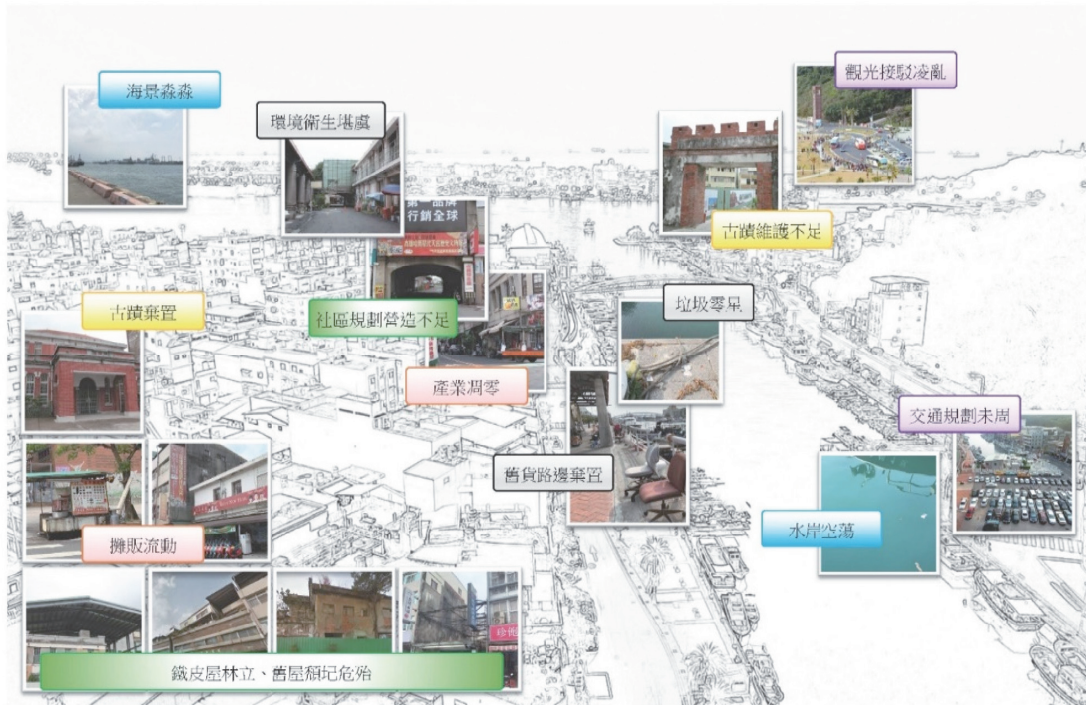 觀光接駁凌亂
海景淼淼
環境衛生堪虞
第一品牌
行銷全球
古蹟維護不足
古蹟棄置
社區規劃營造不足
垃圾零星
產業凋零
交通規劃未周
舊貨路邊棄置
水岸空蕩
攤販流動
鐵皮屋林立、舊屋頹圮危殆